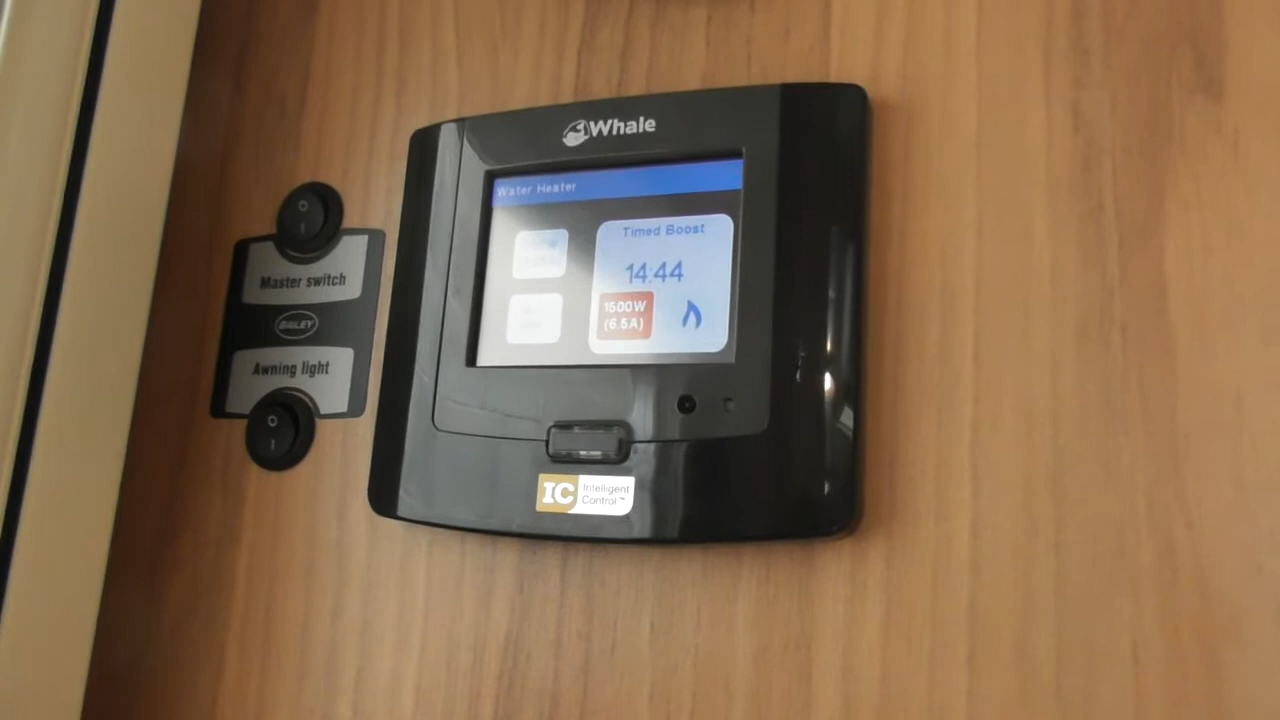 Whale
Water Heater
Timed Boost
14:44
1500W
(6.5A)
O
I
Master switch
BAILEY
Awning light
O
I
IC
Intelligent
Control™